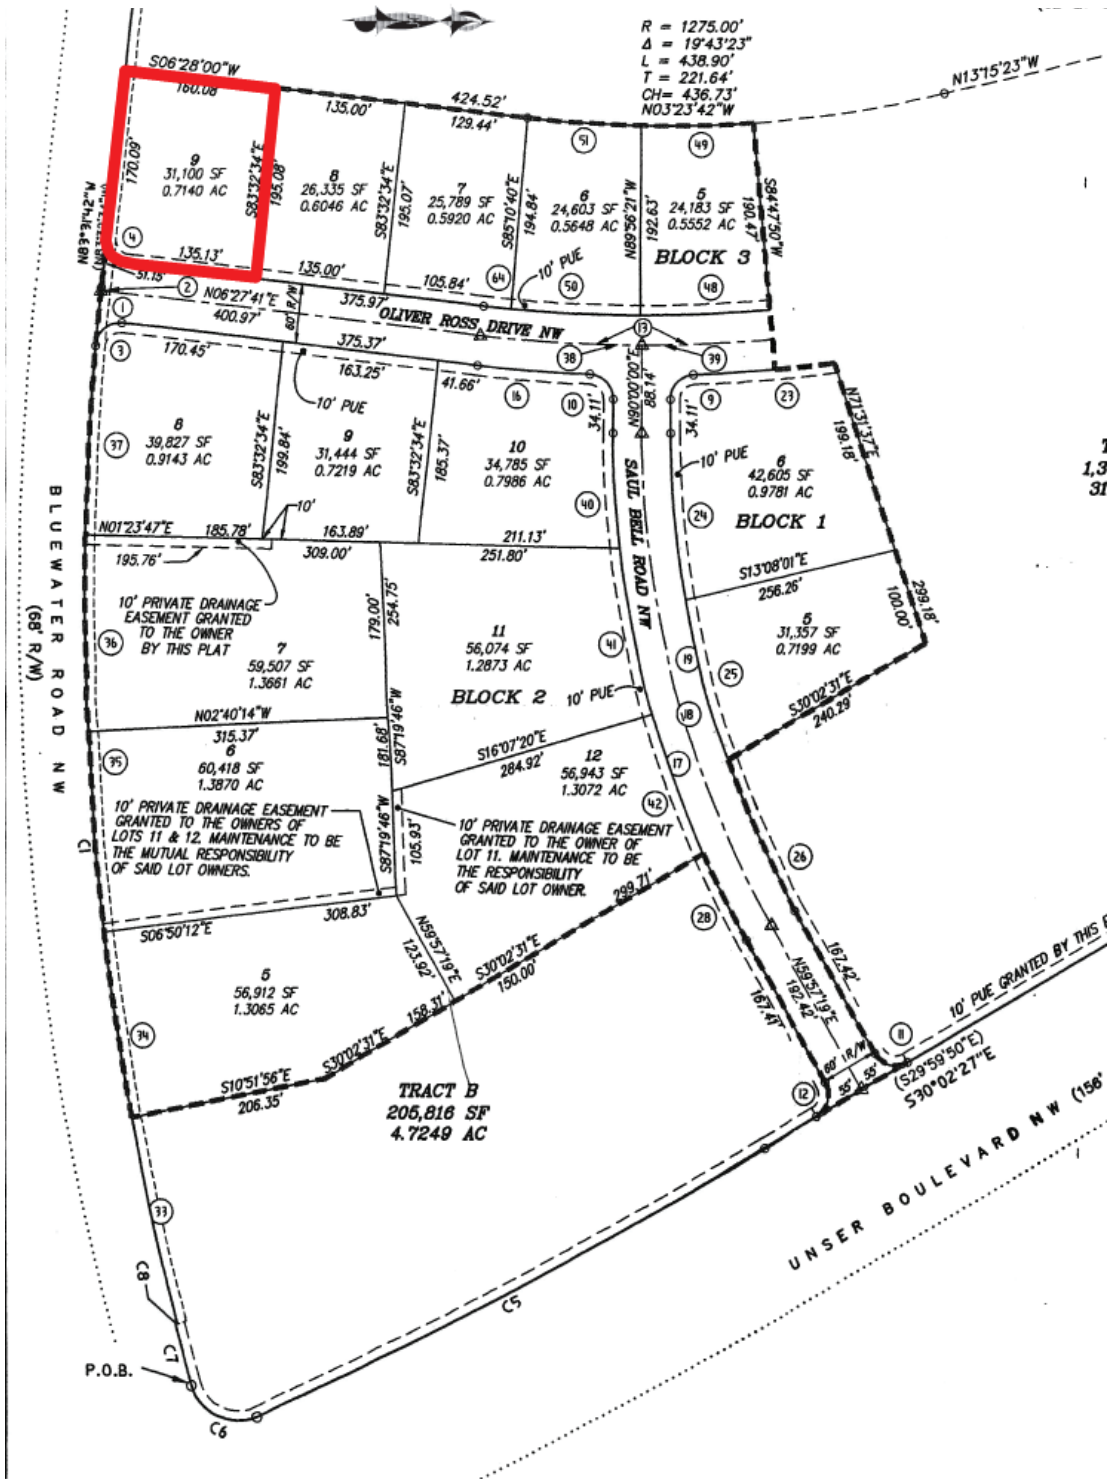 R = 1275.00'
Δ = 19°43'23"
L = 438.90'
T = 221.64'
CH= 436.73'
N03°23'42"W
N13°15'23"W
S06°28'00"W
160.08'
135.00'
424.52'
129.44'
51
49
170.09'
9
31,100 SF
0.7140 AC
S83°32'34"E
195.08'
8
26,335 SF
0.6046 AC
S83°32'34"E
195.07'
7
25,789 SF
0.5920 AC
S85°10'40"E
194.84'
6
24,603 SF
0.5648 AC
N89°56'21"W
192.63'
5
24,183 SF
0.5552 AC
S84°47'50"W
190.47'
BLOCK 3
N86°31'42"W
4
135.13'
51.15'
135.00'
105.84'
64
10' PUE
50
48
2
N06°27'41"E
400.97'
60' R/W
375.97'
OLIVER ROSS DRIVE NW
13
1
3
170.45'
375.37'
163.25'
41.66'
16
10
38
39
9
23
10' PUE
34.11'
N90°00'00"E
88.14'
34.11'
N71°31'37"E
199.18'
37
8
39,827 SF
0.9143 AC
S83°32'34"E
199.84'
9
31,444 SF
0.7219 AC
S83°32'34"E
185.37'
10
34,785 SF
0.7986 AC
10' PUE
6
42,605 SF
0.9781 AC
BLOCK 1
40
24
SAUL BELL ROAD NW
10'
N01°23'47"E
185.78'
163.89'
211.13'
195.76'
309.00'
251.80'
S13°08'01"E
256.26'
299.18'
100.00'
BLUEWATER ROAD NW
(68' R/W)
10' PRIVATE DRAINAGE
EASEMENT GRANTED
TO THE OWNER
BY THIS PLAT
179.00'
254.75'
36
7
59,507 SF
1.3661 AC
11
56,074 SF
1.2873 AC
BLOCK 2
41
19
25
5
31,357 SF
0.7199 AC
10' PUE
S30°02'31"E
240.29'
N02°40'14"W
315.37'
181.68'
S87°19'46"W
18
S16°07'20"E
284.92'
35
6
60,418 SF
1.3870 AC
12
56,943 SF
1.3072 AC
17
42
10' PRIVATE DRAINAGE EASEMENT
GRANTED TO THE OWNERS OF
LOTS 11 & 12. MAINTENANCE TO BE
THE MUTUAL RESPONSIBILITY
OF SAID LOT OWNERS.
S87°19'46"W
105.93'
10' PRIVATE DRAINAGE EASEMENT
GRANTED TO THE OWNER OF
LOT 11. MAINTENANCE TO BE
THE RESPONSIBILITY
OF SAID LOT OWNER.
C1
299.71'
26
28
308.83'
S06°50'12"E
N59°57'19"E
123.92'
S30°02'31"E
150.00'
5
56,912 SF
1.3065 AC
158.31'
S30°02'31"E
167.42'
N59°57'19"E
192.42'
167.41'
10' PUE GRANTED BY THIS P
34
11
S10°51'56"E
206.35'
60' R/W
55'
55'
(S29°59'50"E)
S30°02'27"E
12
TRACT B
205,816 SF
4.7249 AC
UNSER BOULEVARD NW (156'
33
C8
C5
C7
P.O.B.
C6